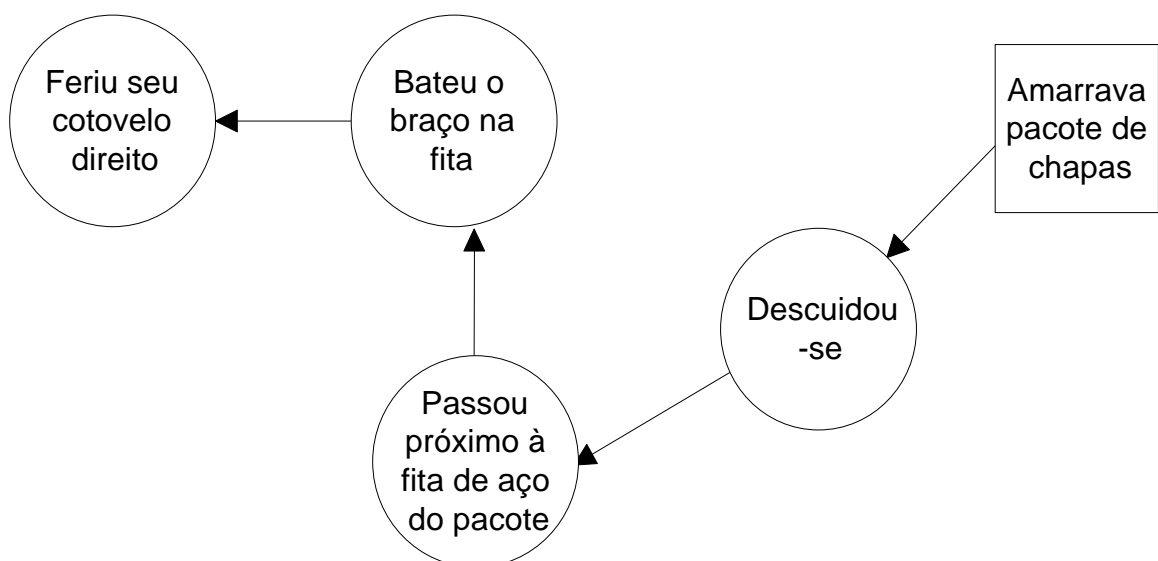 Feriu seu
cotovelo
direito
Bateu o
braço na
fita
Amarrava
pacote de
chapas
Descuidou
-se
Passou
próximo à
fita de aço
do pacote